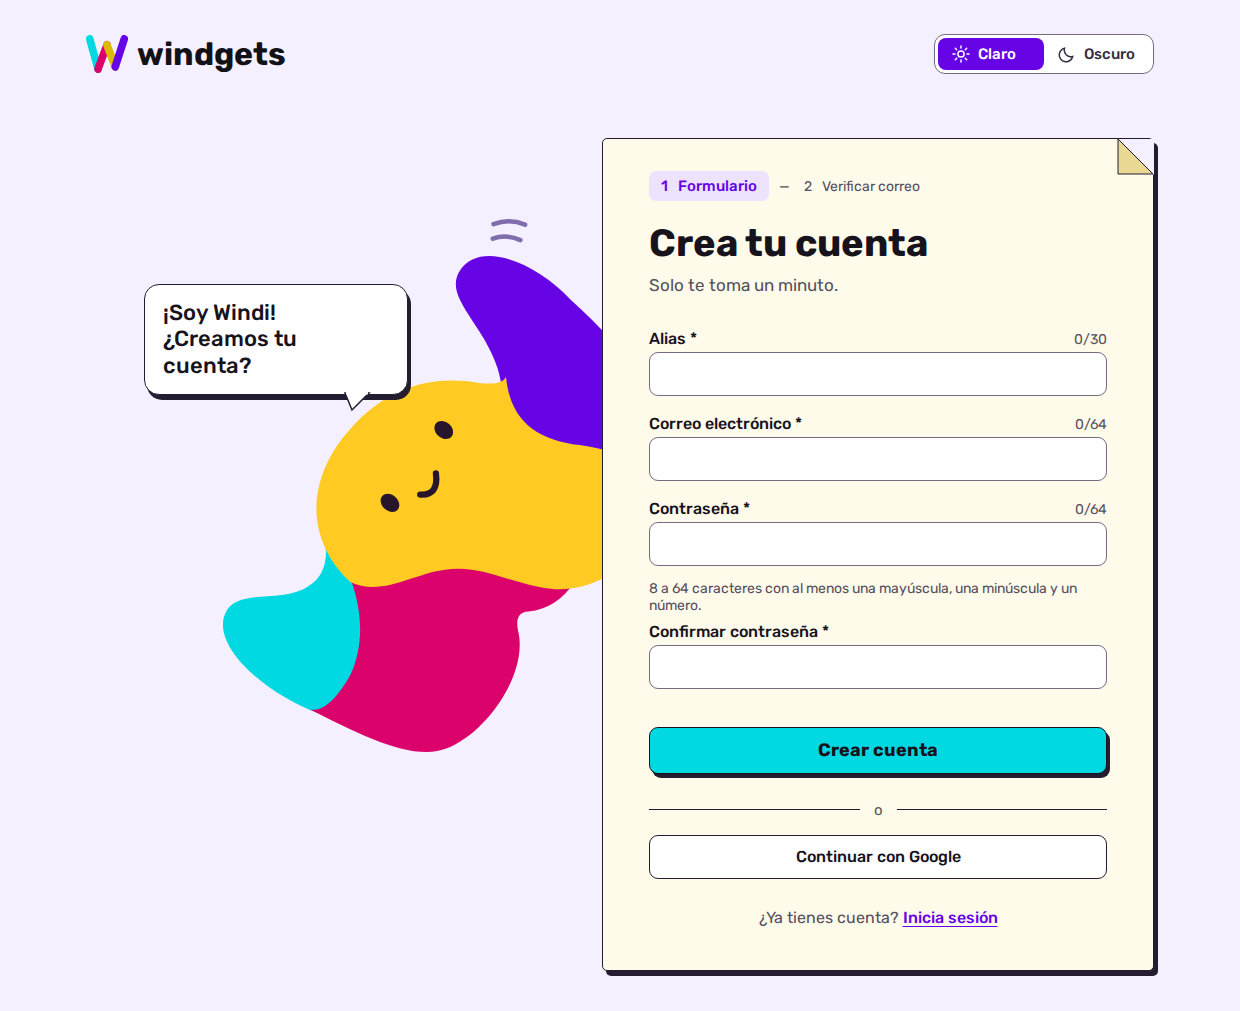 windgets
Claro
Oscuro
1 Formulario – 2 Verificar correo
Crea tu cuenta
Solo te toma un minuto.
¡Soy Windi!
¿Creamos tu
cuenta?
Alias *
0/30
Correo electrónico *
0/64
Contraseña *
0/64
8 a 64 caracteres con al menos una mayúscula, una minúscula y un
número.
Confirmar contraseña *
Crear cuenta
o
Continuar con Google
¿Ya tienes cuenta? Inicia sesión